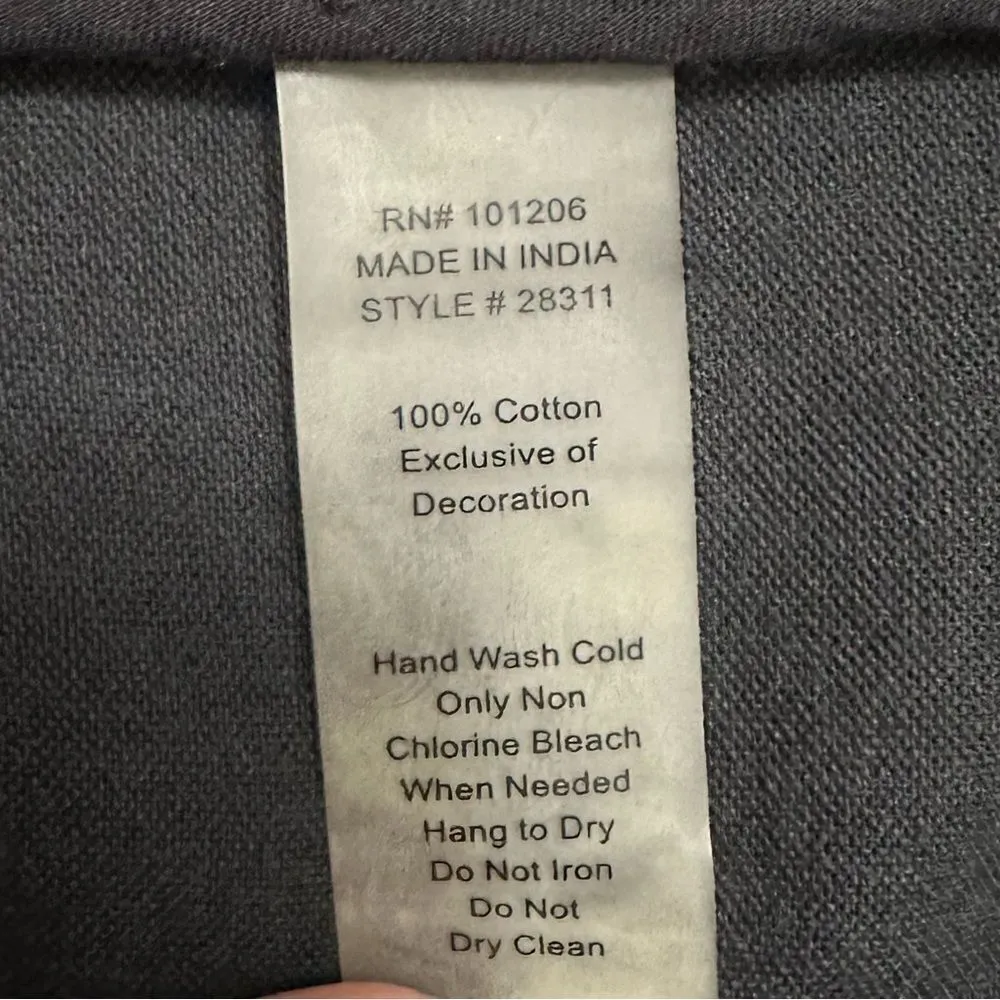 RN# 101206
MADE IN INDIA
STYLE # 28311
100% Cotton
Exclusive of
Decoration
Hand Wash Cold
Only Non
Chlorine Bleach
When Needed
Hang to Dry
Do Not Iron
Do Not
Dry Clean